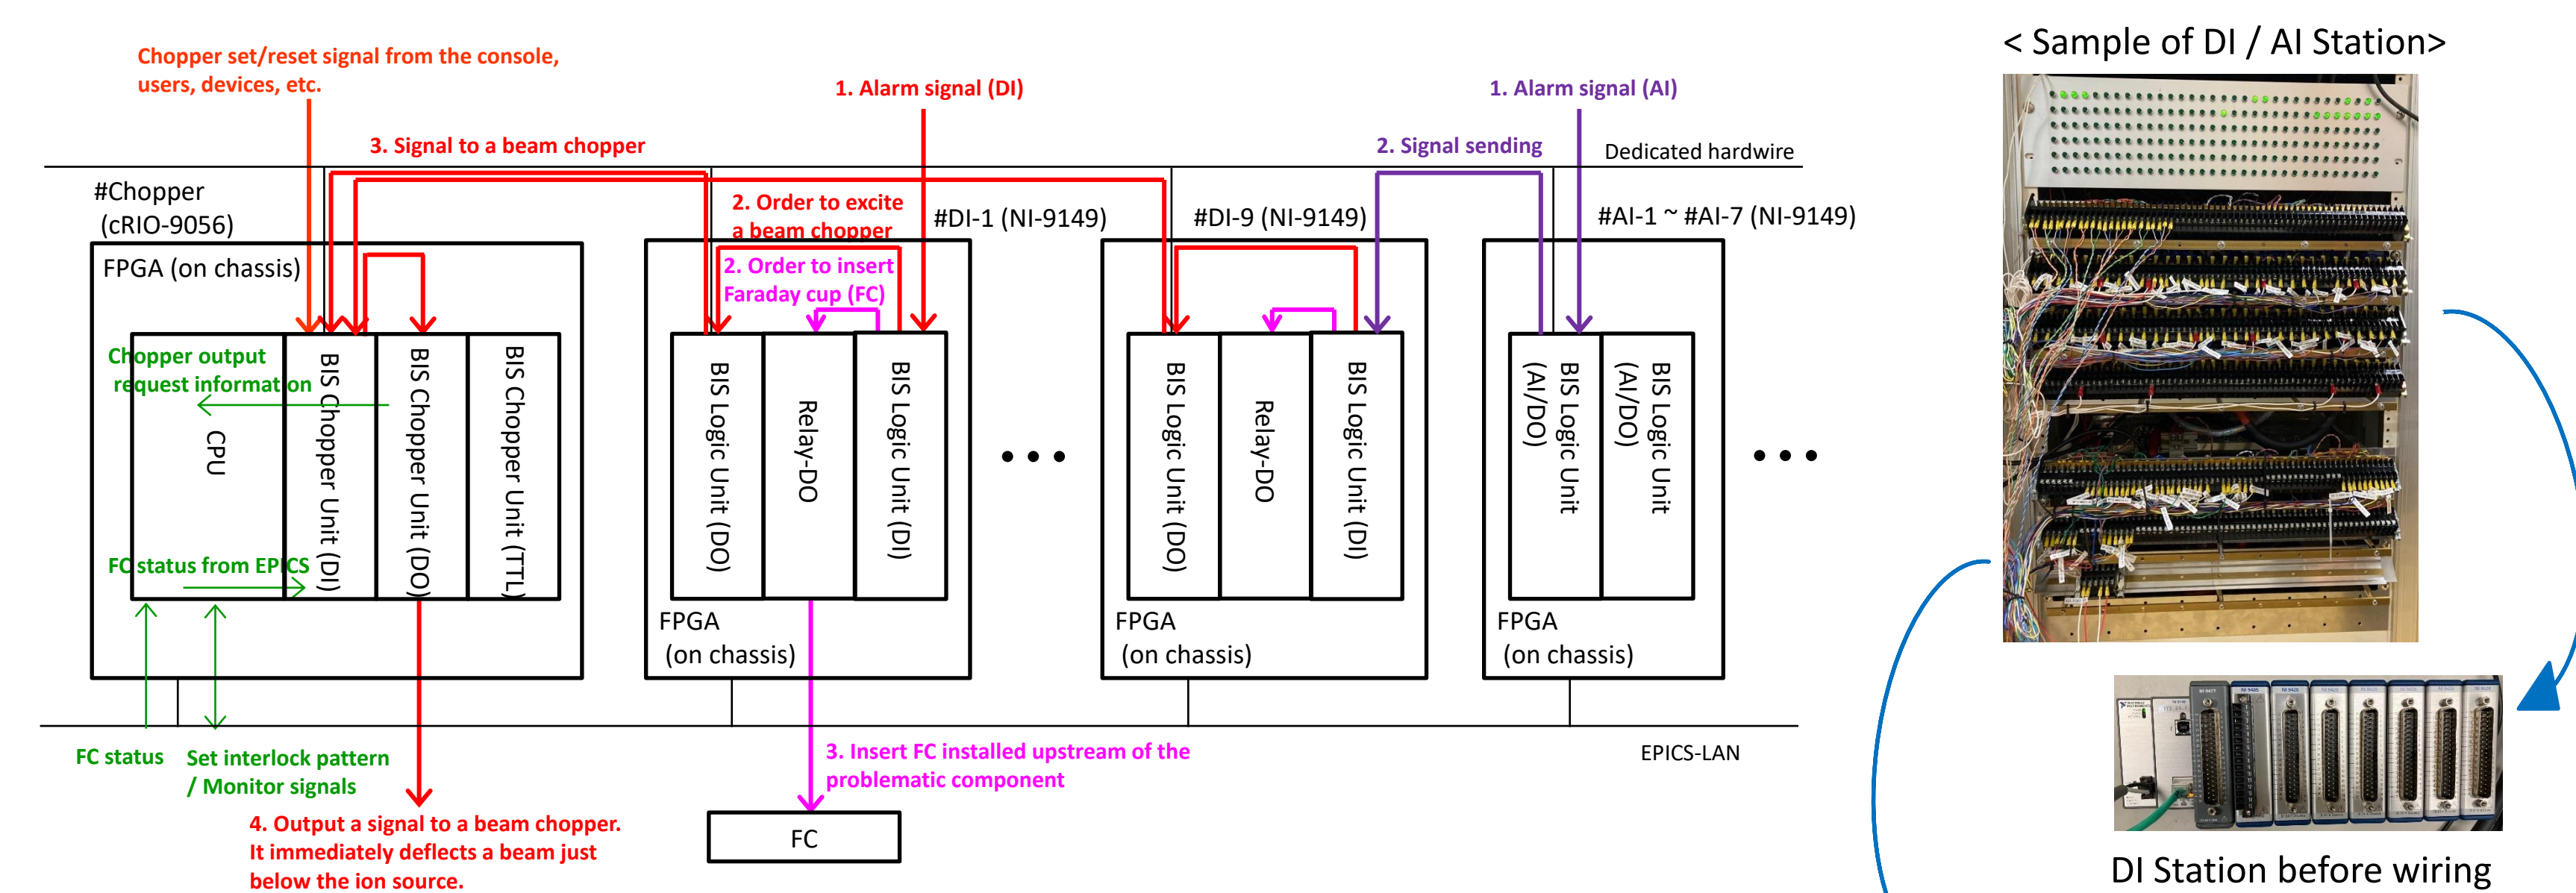 Chopper set/reset signal from the console,
users, devices, etc.
1. Alarm signal (DI)
1. Alarm signal (AI)
< Sample of DI / AI Station>
3. Signal to a beam chopper
2. Signal sending
Dedicated hardwire
#Chopper
(cRIO-9056)
2. Order to excite
a beam chopper
#DI-1 (NI-9149)
#DI-9 (NI-9149)
#AI-1 ~ #AI-7 (NI-9149)
FPGA (on chassis)
2. Order to insert
Faraday cup (FC)
Chopper output
request information
CPU
BIS Chopper Unit (DI)
BIS Chopper Unit (DO)
BIS Chopper Unit (TTL)
FC status from EPICS
BIS Logic Unit (DO)
Relay-DO
BIS Logic Unit (DI)
FPGA
(on chassis)
• • •
BIS Logic Unit (DO)
Relay-DO
BIS Logic Unit (DI)
FPGA
(on chassis)
BIS Logic Unit
(AI/DO)
BIS Logic Unit
(AI/DO)
FPGA
(on chassis)
• • •
FC status
Set interlock pattern
/ Monitor signals
3. Insert FC installed upstream of the
problematic component
EPICS-LAN
4. Output a signal to a beam chopper.
It immediately deflects a beam just
below the ion source.
FC
DI Station before wiring